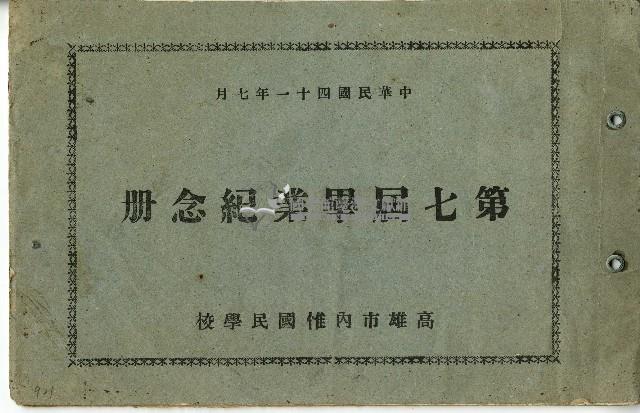 中華民國四十一年七月
第七屆畢業紀念册
高雄市內惟國民學校